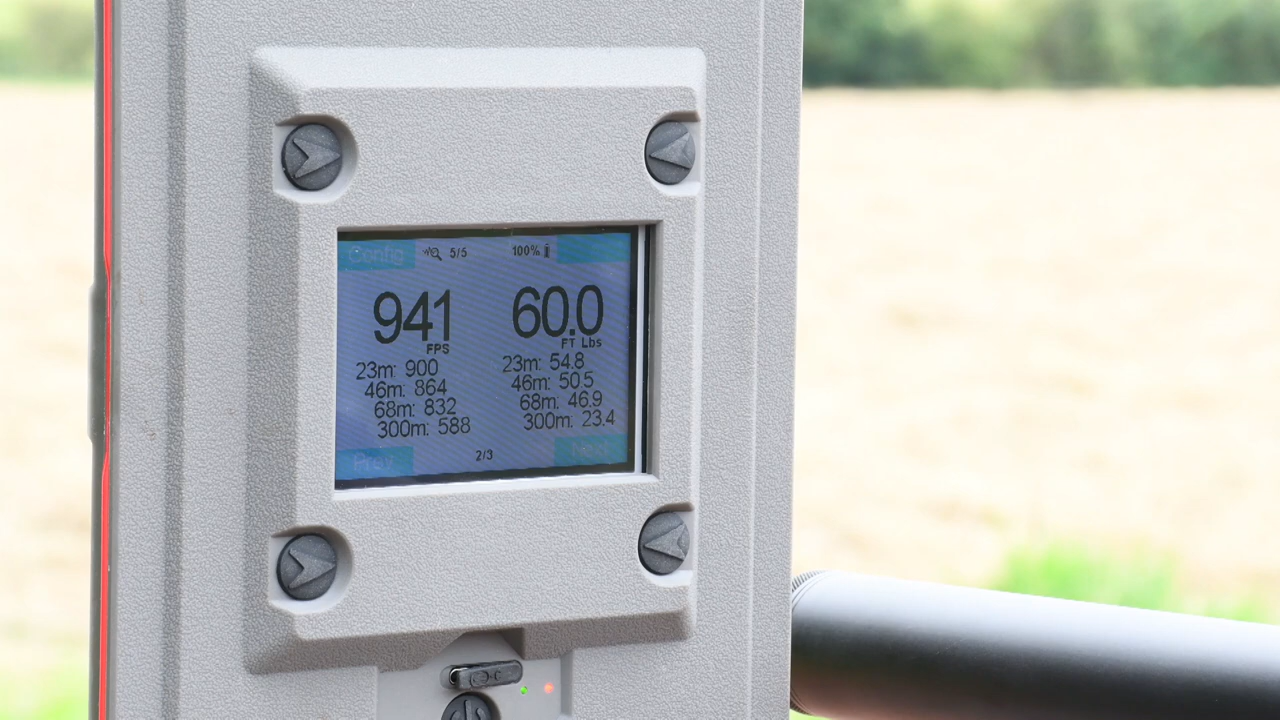 Config 5/5 100%
941 60.0
FPS FT Lbs
23m: 900 23m: 54.8
46m: 864 46m: 50.5
68m: 832 68m: 46.9
300m: 588 300m: 23.4
Prev 2/3 Next